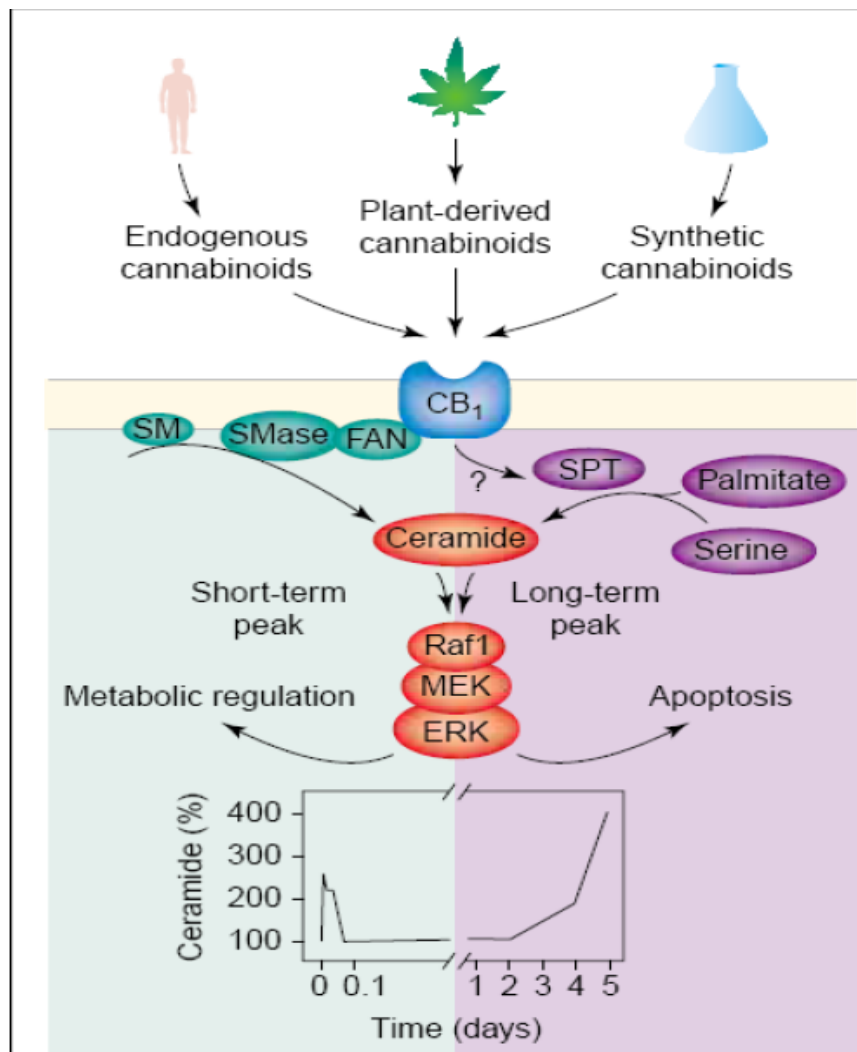 Endogenous
cannabinoids
Plant-derived
cannabinoids
Synthetic
cannabinoids
CB1
SM
SMase
FAN
?
SPT
Palmitate
Serine
Ceramide
Short-term
peak
Long-term
peak
Raf1
MEK
ERK
Metabolic regulation
Apoptosis
Ceramide (%)
400
300
200
100
0 0.1 1 2 3 4 5
Time (days)